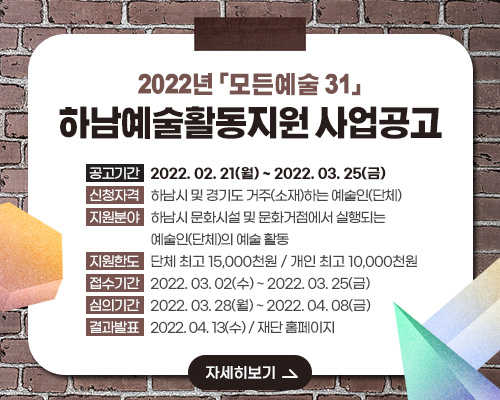 2022년 「모든예술 31」
하남예술활동지원 사업공고
공고기간 2022. 02. 21(월) ~ 2022. 03. 25(금)
신청자격 하남시 및 경기도 거주(소재)하는 예술인(단체)
지원분야 하남시 문화시설 및 문화거점에서 실행되는
예술인(단체)의 예술 활동
지원한도 단체 최고 15,000천원 / 개인 최고 10,000천원
접수기간 2022. 03. 02(수) ~ 2022. 03. 25(금)
심의기간 2022. 03. 28(월) ~ 2022. 04. 08(금)
결과발표 2022. 04. 13(수) / 재단 홈페이지
자세히보기